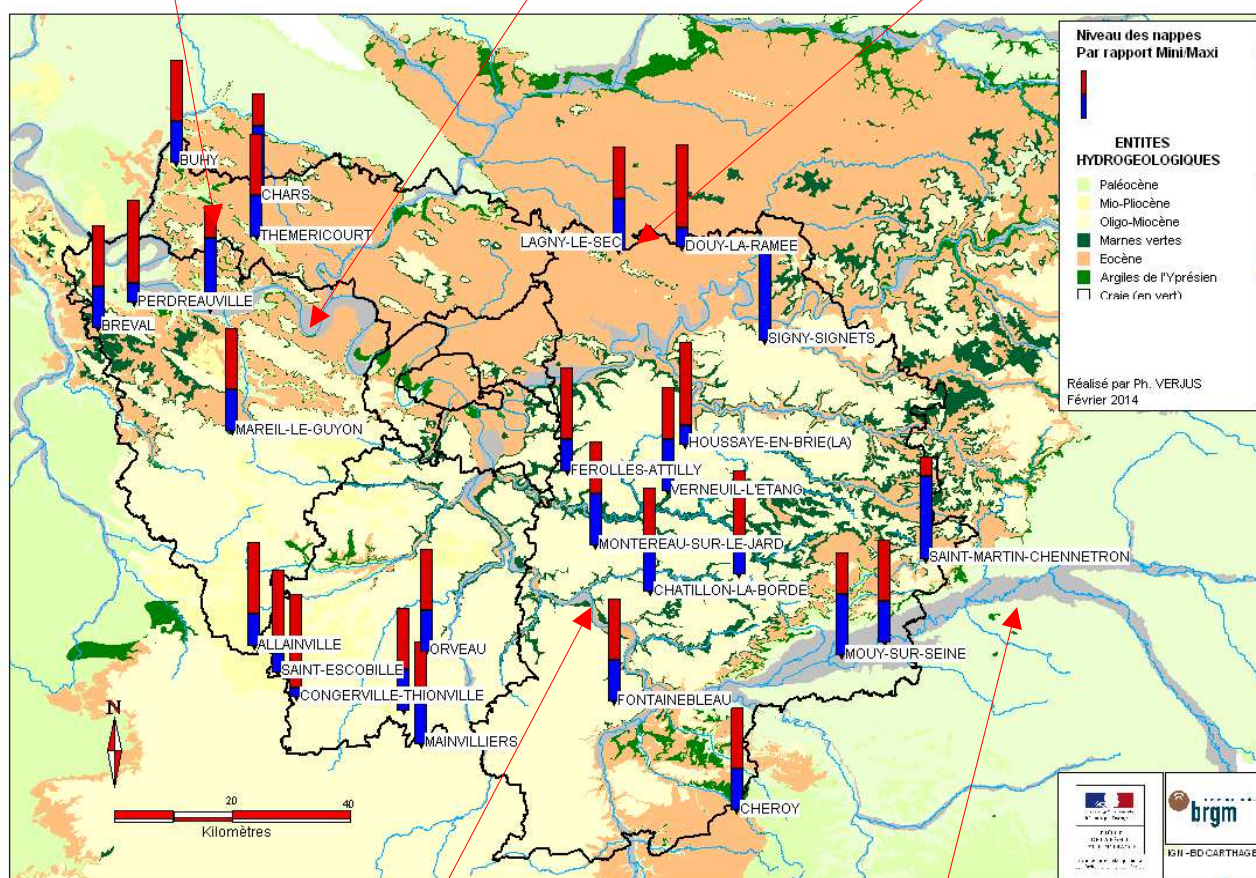 Niveau des nappes
Par rapport Mini/Maxi
ENTITES
HYDROGEOLOGIQUES
Paléocène
Mio-Pliocène
Oligo-Miocène
Marnes vertes
Eocène
Argiles de l'Yprésien
Craie (en vert)
Réalisé par Ph. VERJUS
Février 2014
BUHY
CHARS
THEMERICOURT
LAGNY-LE-SEC
DOUY-LA-RAMEE
PERDREAUVILLE
BREVAL
SIGNY-SIGNETS
MAREIL-LE-GUYON
HOUSSAYE-EN-BRIE(LA)
FEROLLES-ATTILLY
VERNEUIL-L'ETANG
MONTEREAU-SUR-LE-JARD
SAINT-MARTIN-CHENNETRON
CHATILLON-LA-BORDE
ALLAINVILLE
ORVEAU
MOUY-SUR-SEINE
SAINT-ESCOBILLE
CONGERVILLE-THIONVILLE
FONTAINEBLEAU
MAINVILLIERS
CHEROY
N
20
40
Kilomètres
brgm
IGN-BDCARTHAGE